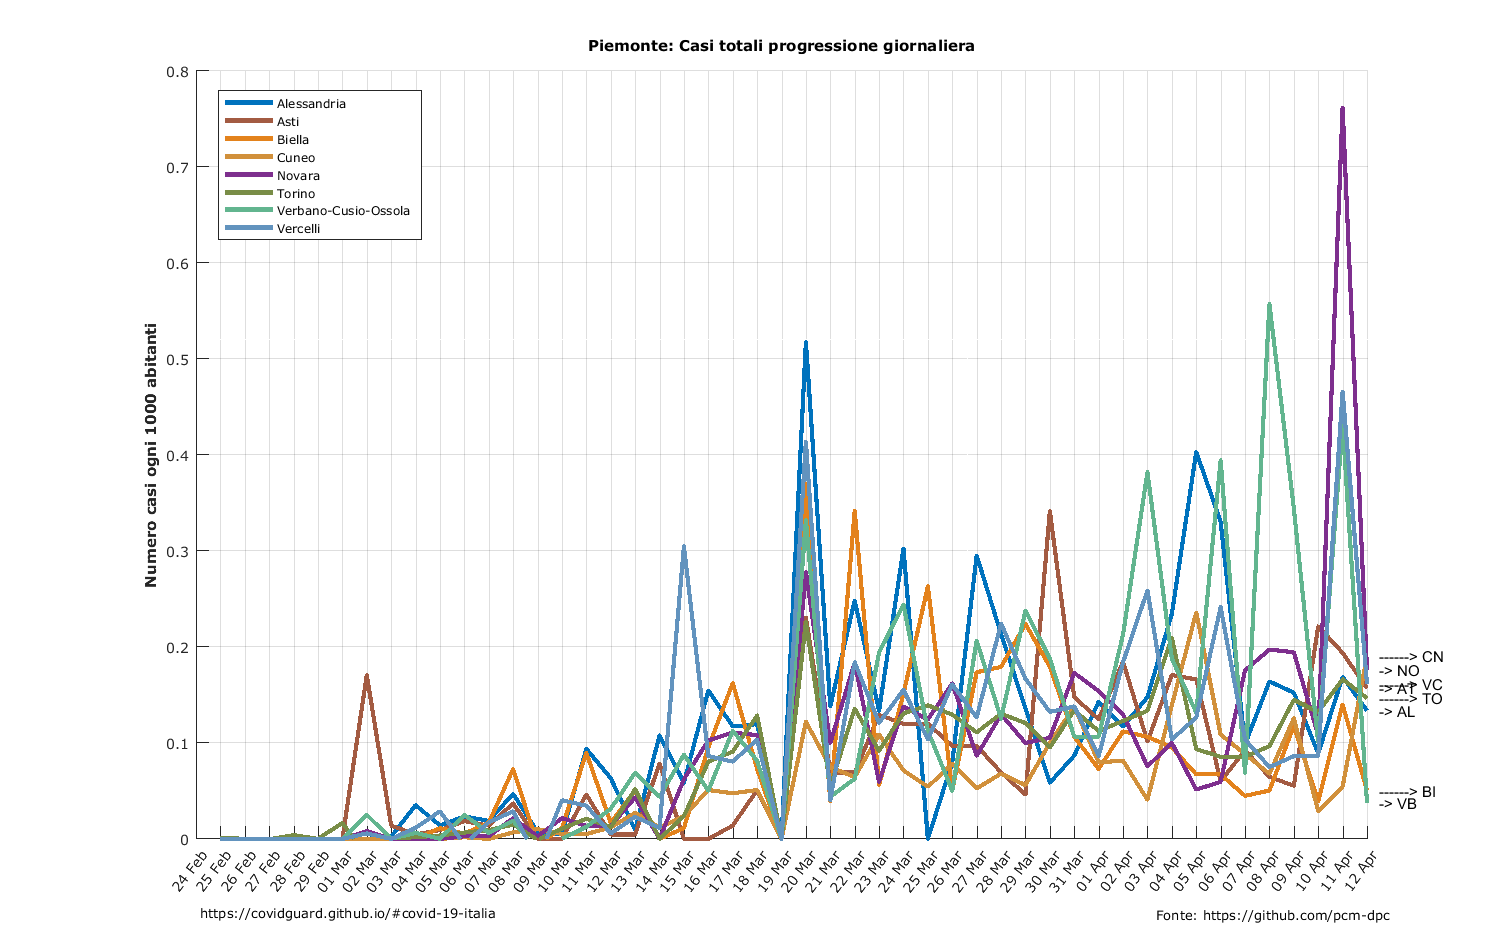 Piemonte: Casi totali progressione giornaliera
Numero casi ogni 1000 abitanti
0.8
0.7
0.6
0.5
0.4
0.3
0.2
0.1
0
Alessandria
Asti
Biella
Cuneo
Novara
Torino
Verbano-Cusio-Ossola
Vercelli
------> CN
-> NO
------> VC
-> AT
------> TO
-> AL
------> BI
-> VB
24 Feb
25 Feb
26 Feb
27 Feb
28 Feb
29 Feb
01 Mar
02 Mar
03 Mar
04 Mar
05 Mar
06 Mar
07 Mar
08 Mar
09 Mar
10 Mar
11 Mar
12 Mar
13 Mar
14 Mar
15 Mar
16 Mar
17 Mar
18 Mar
19 Mar
20 Mar
21 Mar
22 Mar
23 Mar
24 Mar
25 Mar
26 Mar
27 Mar
28 Mar
29 Mar
30 Mar
31 Mar
01 Apr
02 Apr
03 Apr
04 Apr
05 Apr
06 Apr
07 Apr
08 Apr
09 Apr
10 Apr
11 Apr
12 Apr
https://covidguard.github.io/#covid-19-italia
Fonte: https://github.com/pcm-dpc